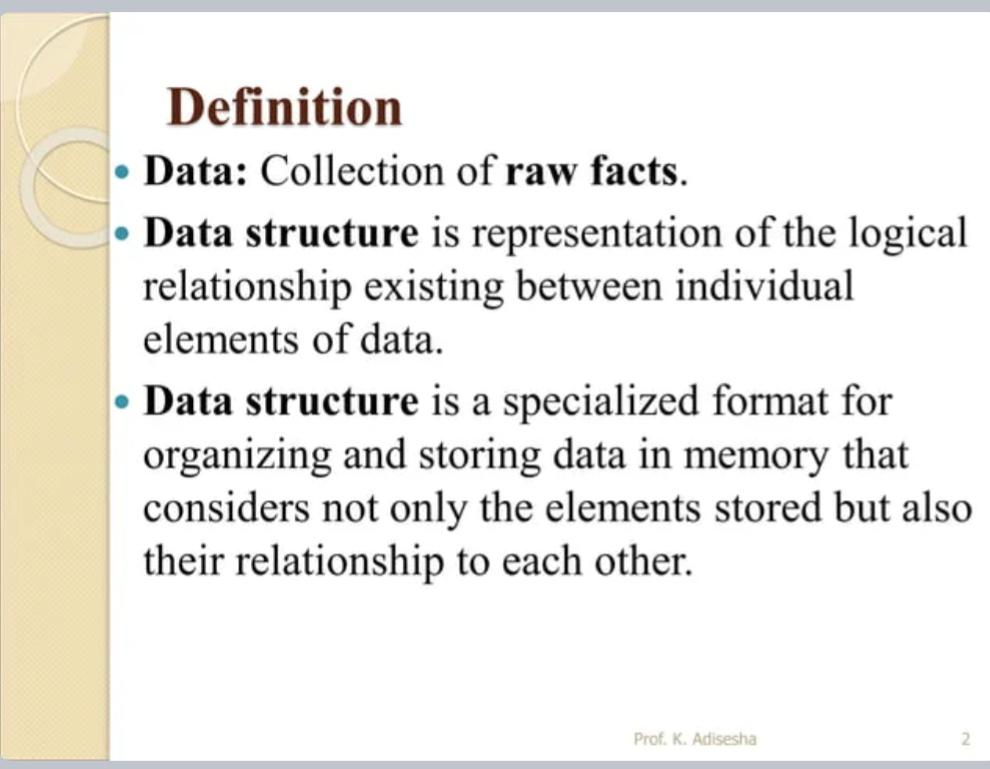 Definition
• Data: Collection of raw facts.
• Data structure is representation of the logical
relationship existing between individual
elements of data.
• Data structure is a specialized format for
organizing and storing data in memory that
considers not only the elements stored but also
their relationship to each other.
Prof. K. Adisesha 2